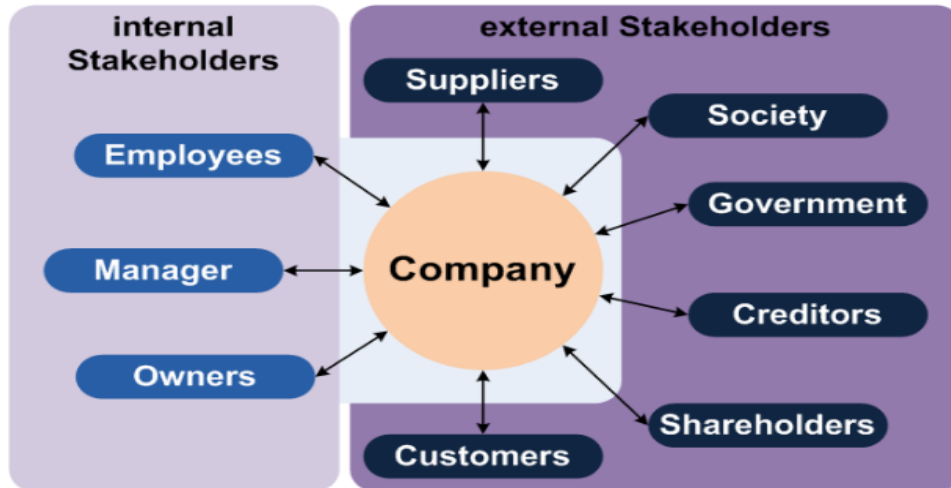 internal
Stakeholders
external Stakeholders
Employees
Manager
Owners
Company
Suppliers
Society
Government
Creditors
Shareholders
Customers